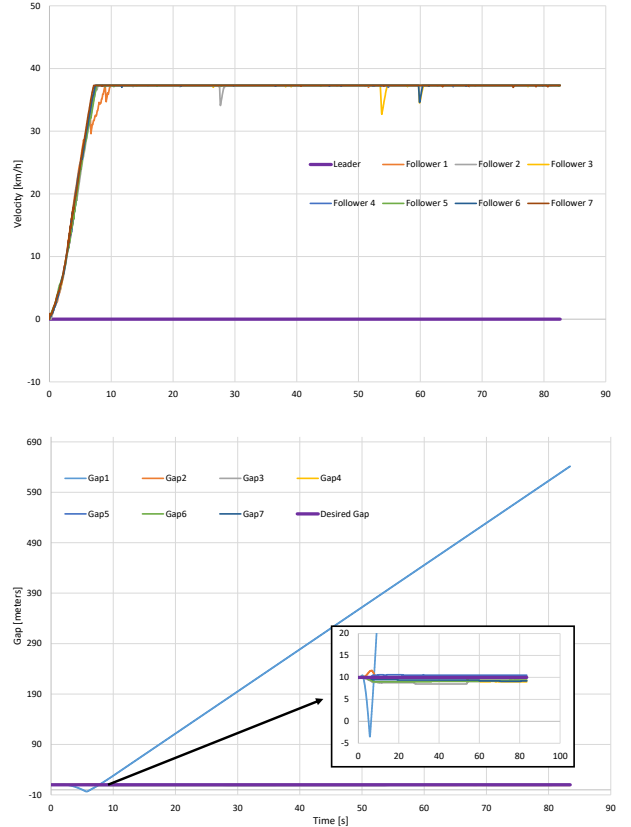 50
40
30
20
10
0
-10
Velocity [km/h]
Leader Follower 1 Follower 2 Follower 3
Follower 4 Follower 5 Follower 6 Follower 7
0 10 20 30 40 50 60 70 80 90
690
590
490
390
290
190
90
-10
Gap [meters]
Gap1 Gap2 Gap3 Gap4
Gap5 Gap6 Gap7 Desired Gap
20
15
10
5
0
-5
0 20 40 60 80 100
0 10 20 30 40 50 60 70 80 90
Time [s]